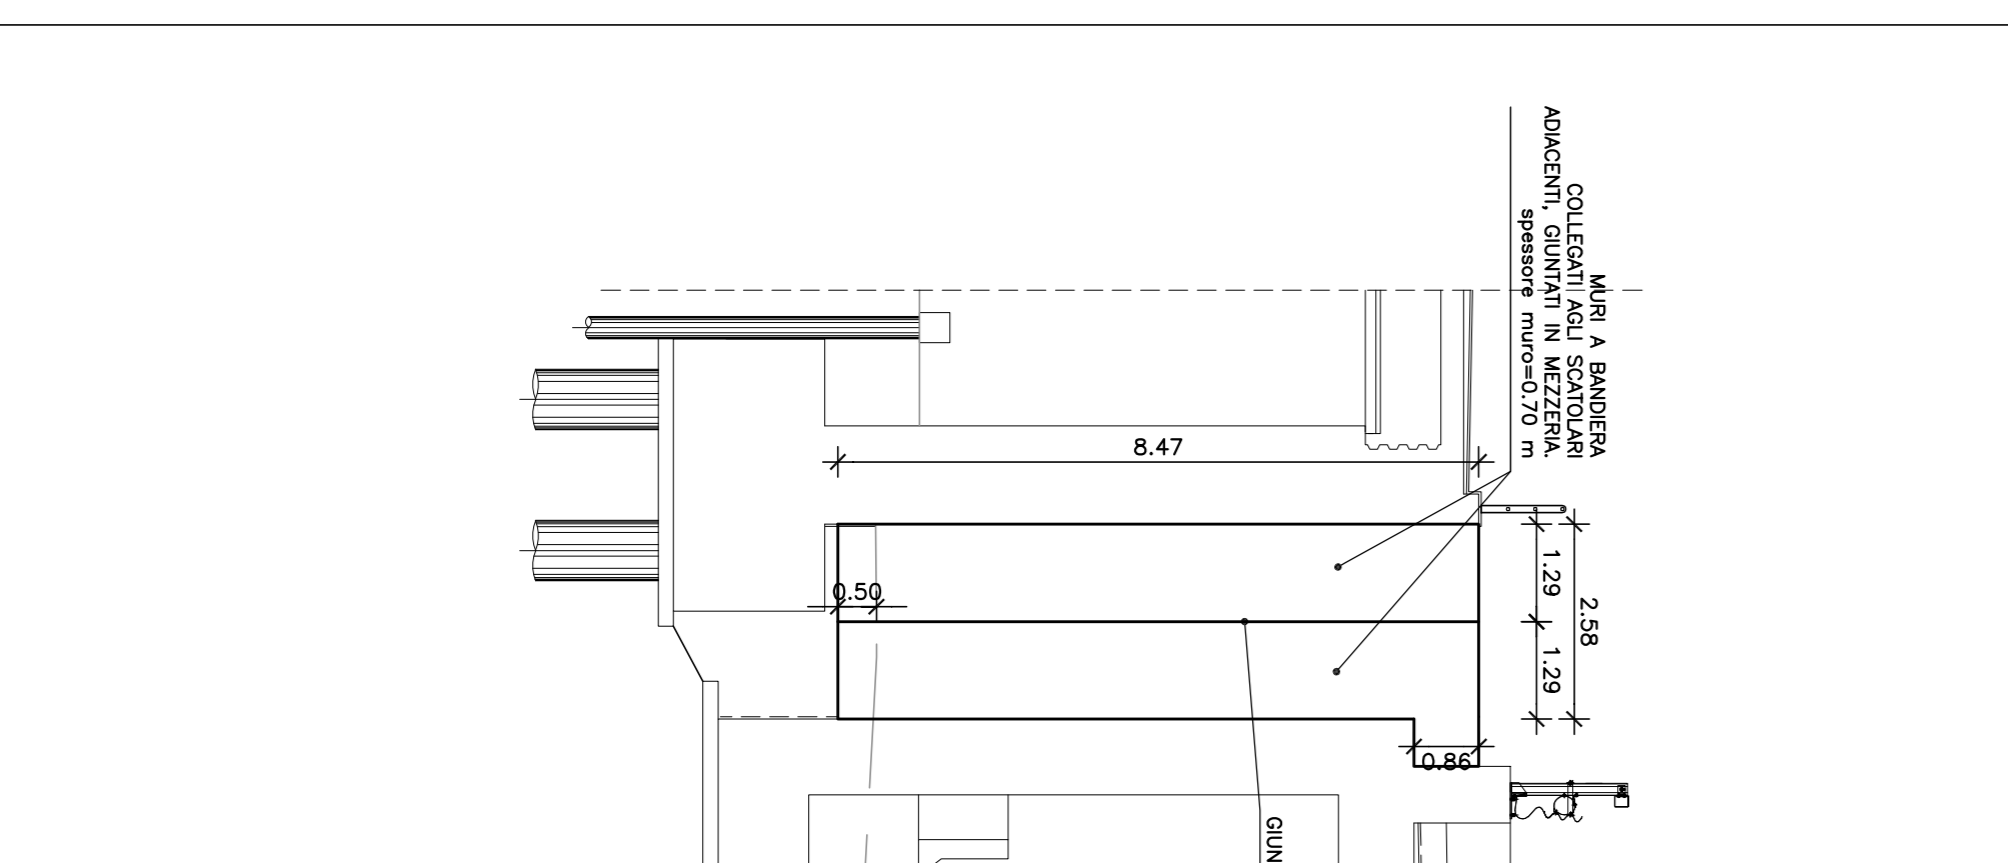 MURI A BANDIERA
COLLEGATI AGLI SCATOLARI
ADIACENTI, GIUNTATI IN MEZZERIA.
spessore muro=0.70 m
8.47
0.50
1.29
2.58
1.29
0.86
GIUN